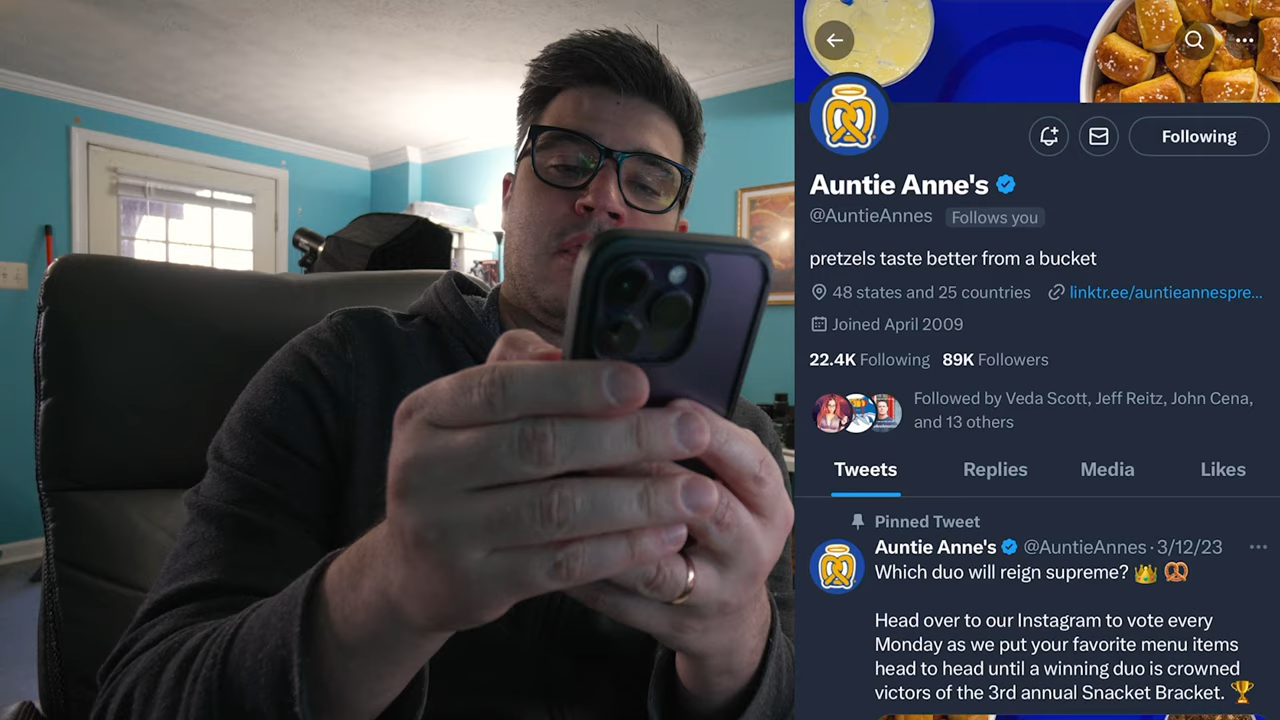 Following
Auntie Anne's
@AuntieAnnes Follows you
pretzels taste better from a bucket
48 states and 25 countries linktr.ee/auntieannespre...
Joined April 2009
22.4K Following 89K Followers
Followed by Veda Scott, Jeff Reitz, John Cena,
and 13 others
Tweets Replies Media Likes
Pinned Tweet
Auntie Anne's @AuntieAnnes · 3/12/23
Which duo will reign supreme? 👑 🥨
Head over to our Instagram to vote every
Monday as we put your favorite menu items
head to head until a winning duo is crowned
victors of the 3rd annual Snacket Bracket. 🏆